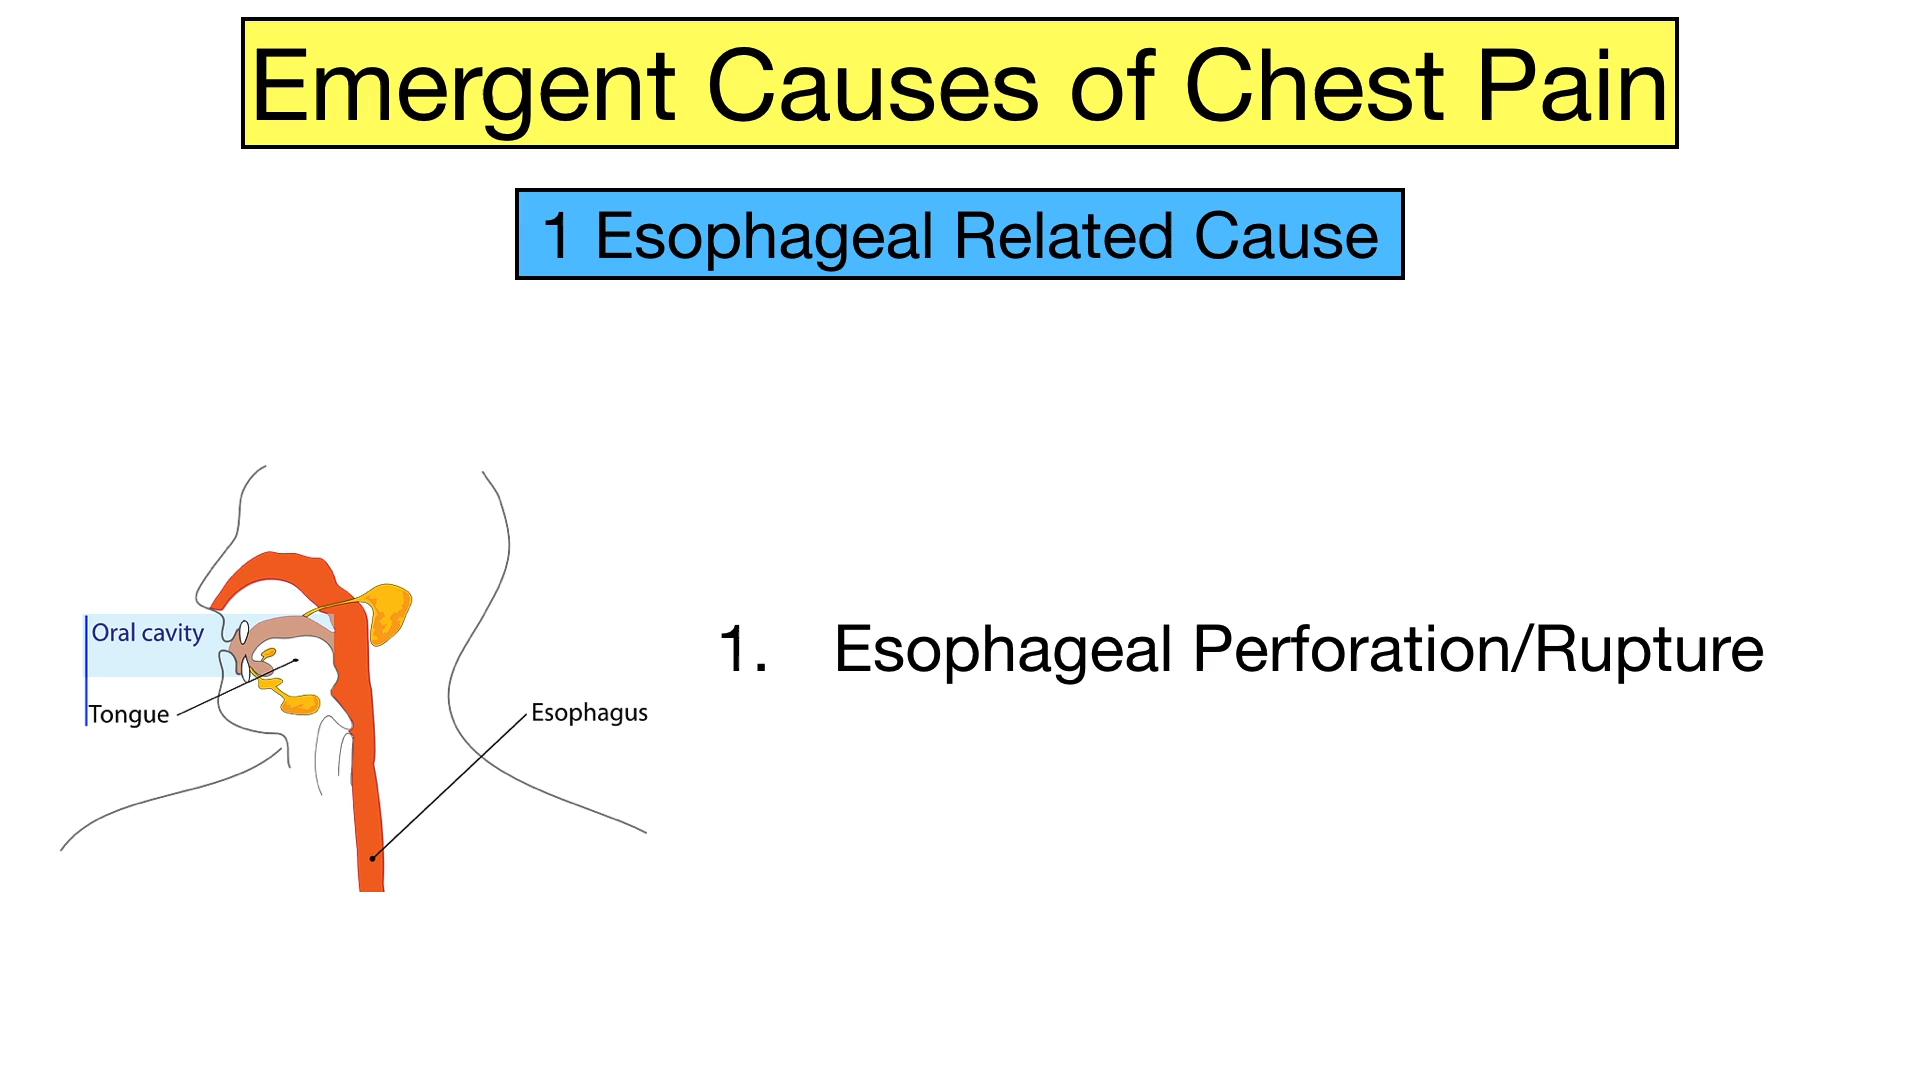 Emergent Causes of Chest Pain
1 Esophageal Related Cause
Oral cavity
Tongue
Esophagus
1. Esophageal Perforation/Rupture